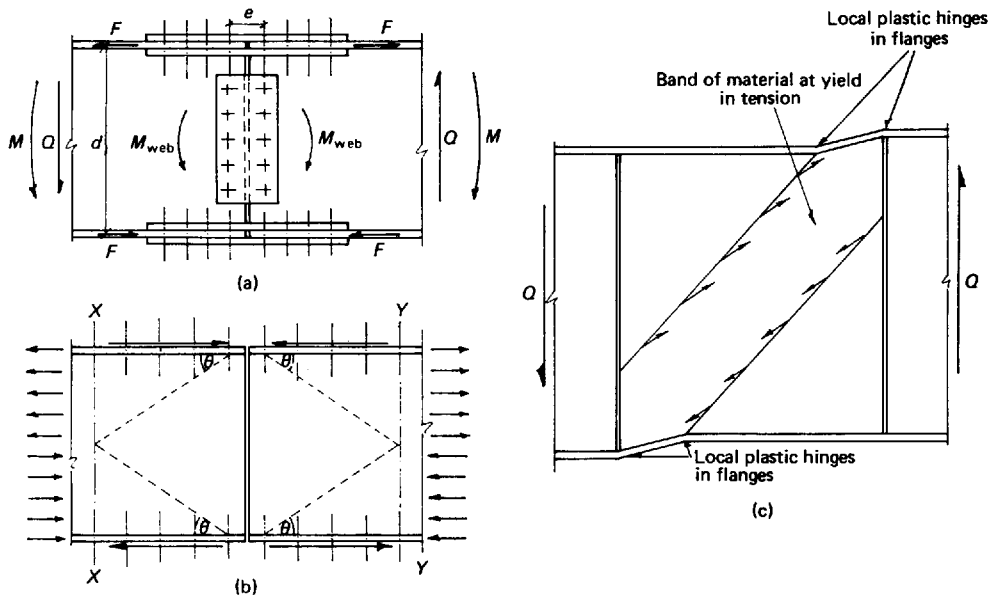 F
e
F
M
Q
d
M_web
M_web
Q
M
F
F
(a)
X
Y
θ
θ
θ
θ
X
Y
(b)
Local plastic hinges
in flanges
Band of material at yield
in tension
Q
Q
Local plastic hinges
in flanges
(c)